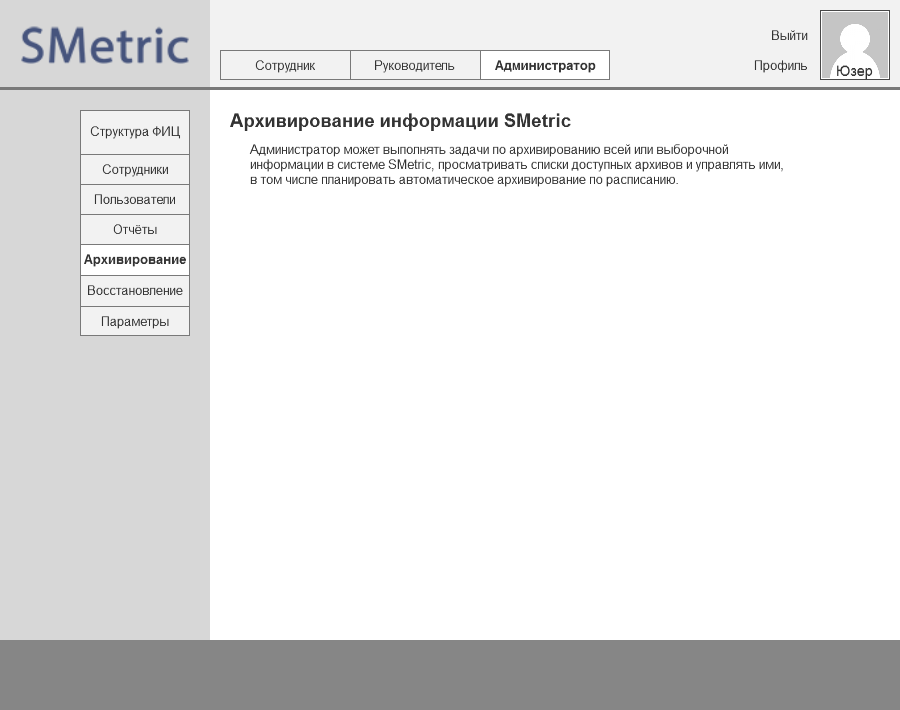 SMetric
Выйти
Сотрудник Руководитель Администратор Профиль
Юзер
Структура ФИЦ
Сотрудники
Пользователи
Отчёты
Архивирование
Восстановление
Параметры
Архивирование информации SMetric
Администратор может выполнять задачи по архивированию всей или выборочной
информации в системе SMetric, просматривать списки доступных архивов и управлять ими,
в том числе планировать автоматическое архивирование по расписанию.